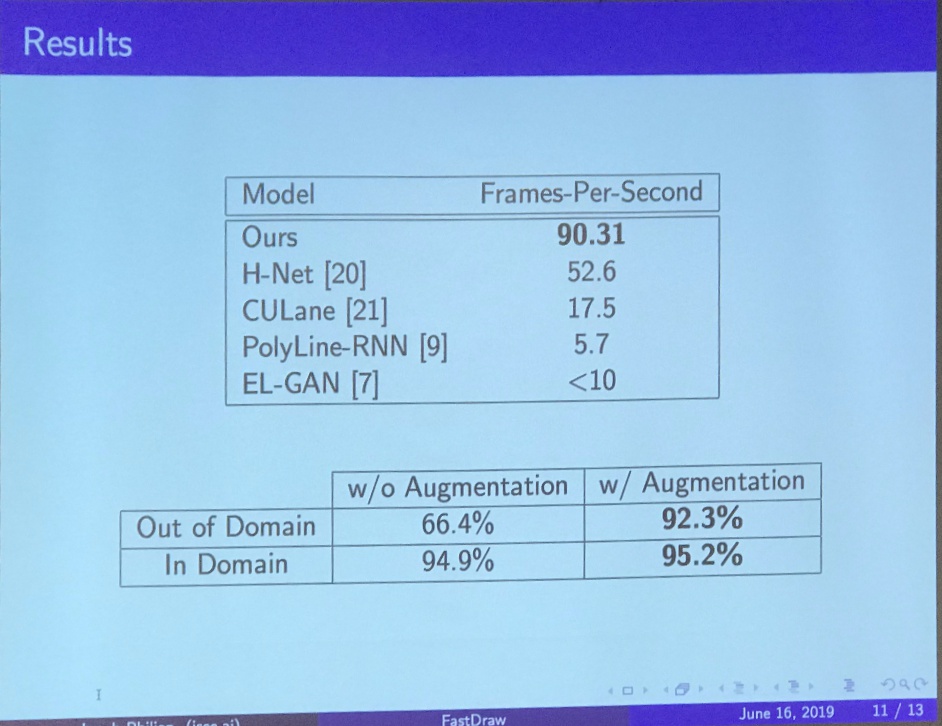 Results
Model Frames-Per-Second
Ours 90.31
H-Net [20] 52.6
CULane [21] 17.5
PolyLine-RNN [9] 5.7
EL-GAN [7] <10
w/o Augmentation w/ Augmentation
Out of Domain 66.4% 92.3%
In Domain 94.9% 95.2%
FastDraw June 16, 2019 11 / 13